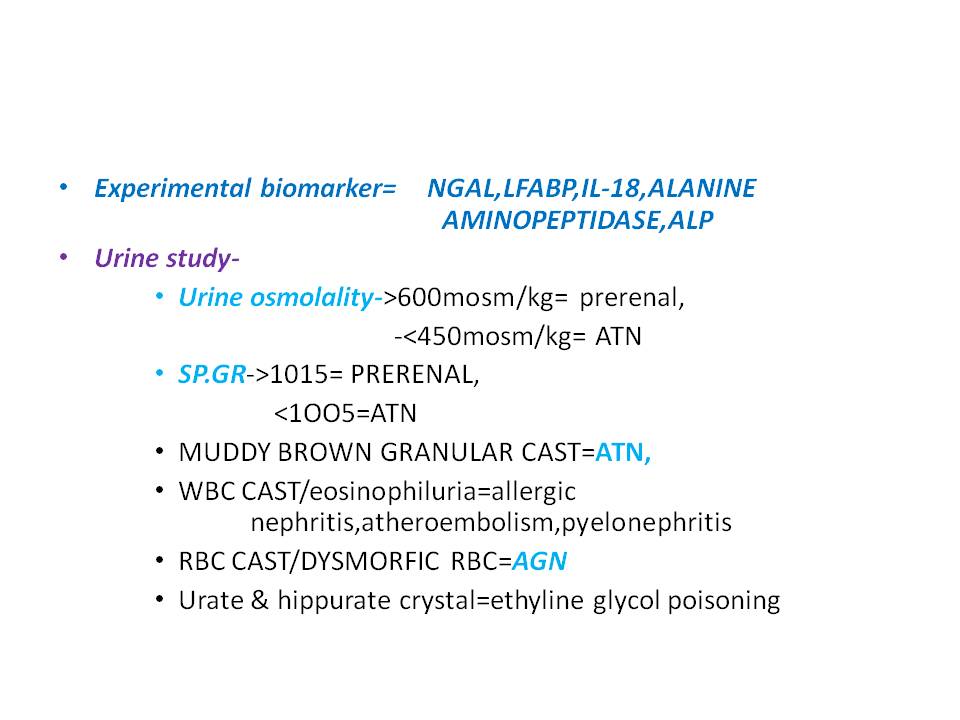 • Experimental biomarker= NGAL,LFABP,IL-18,ALANINE
AMINOPEPTIDASE,ALP
• Urine study-
• Urine osmolality->600mosm/kg= prerenal,
-<450mosm/kg= ATN
• SP.GR->1015= PRERENAL,
<1OO5=ATN
• MUDDY BROWN GRANULAR CAST=ATN,
• WBC CAST/eosinophiluria=allergic
nephritis,atheroembolism,pyelonephritis
• RBC CAST/DYSMORFIC RBC=AGN
• Urate & hippurate crystal=ethyline glycol poisoning